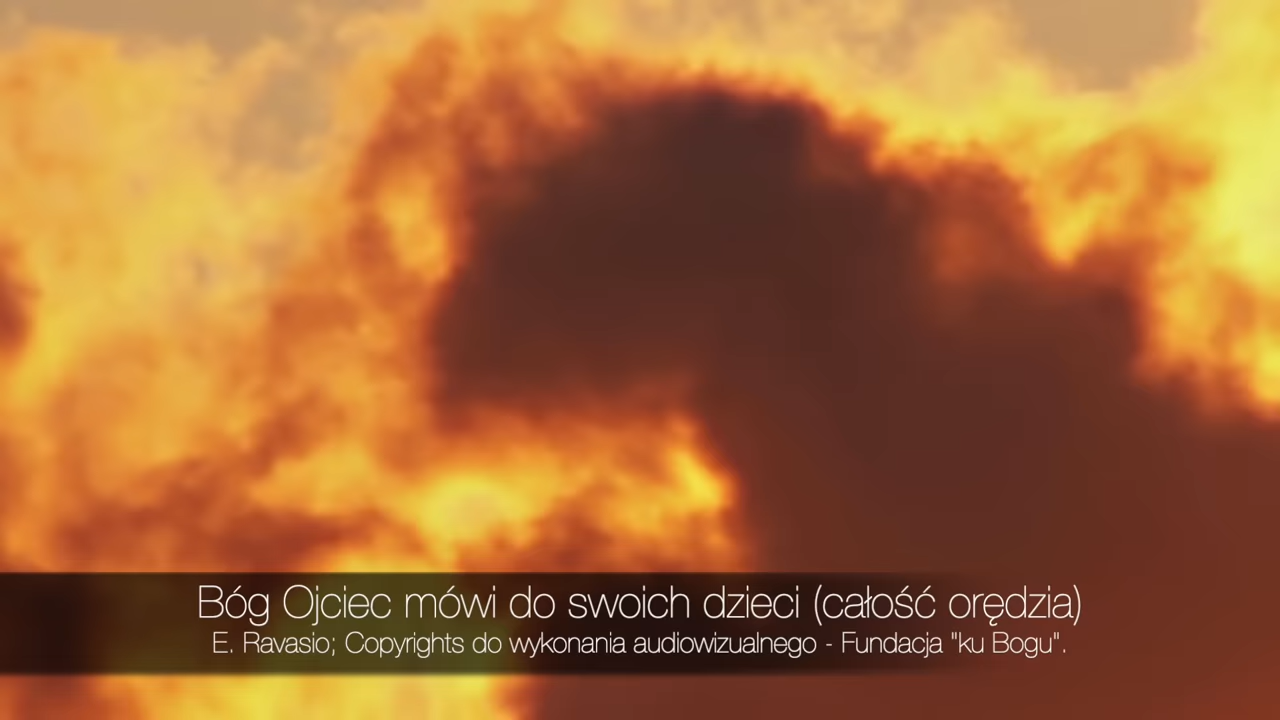 Bóg Ojciec mówi do swoich dzieci (całość orędzia)
E. Ravasio; Copyrights do wykonania audiowizualnego - Fundacja "ku Bogu".